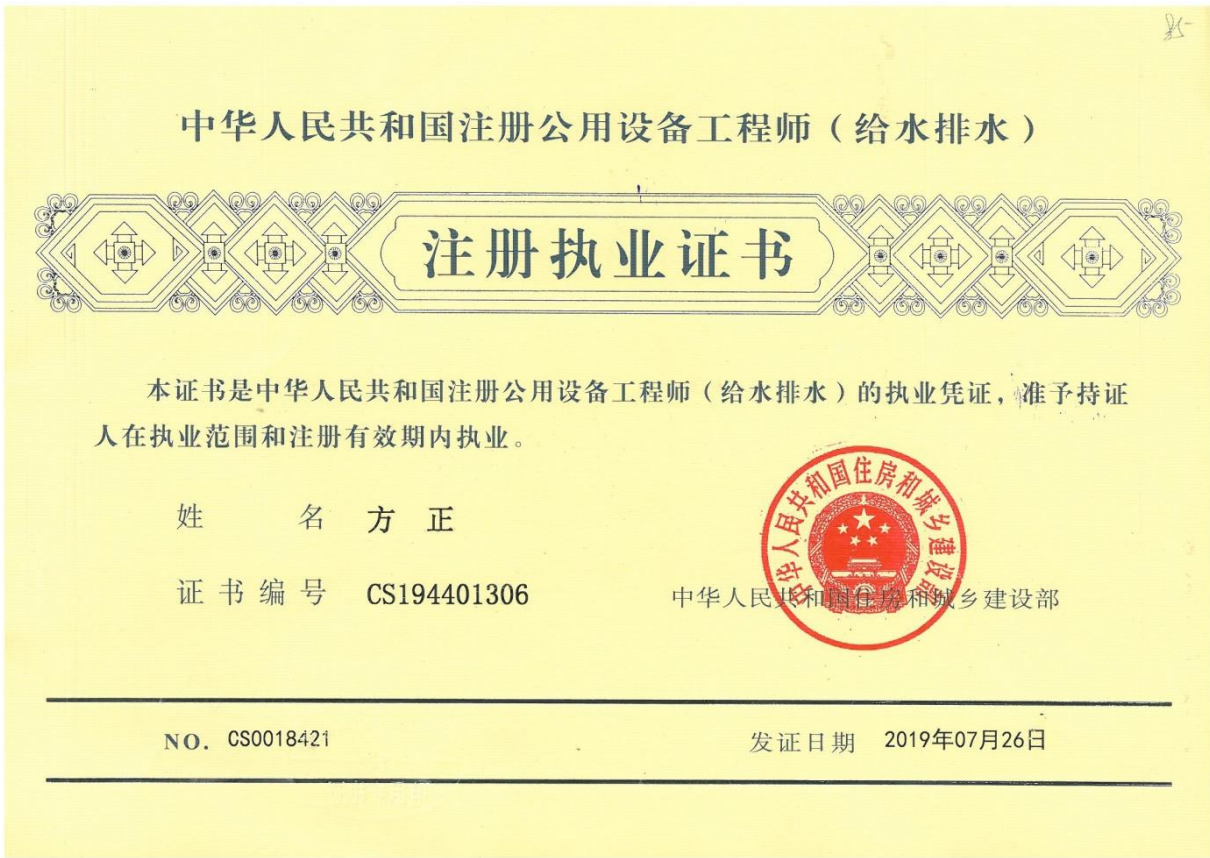 中华人民共和国注册公用设备工程师（给水排水）
注册执业证书
本证书是中华人民共和国注册公用设备工程师（给水排水）的执业凭证，准予持证
人在执业范围和注册有效期内执业。
姓 名 方 正
证书编号 CS194401306
中华人民共和国住房和城乡建设部
中华人民共和国住房和城乡建设部
NO. CS0018421
发证日期 2019年07月26日